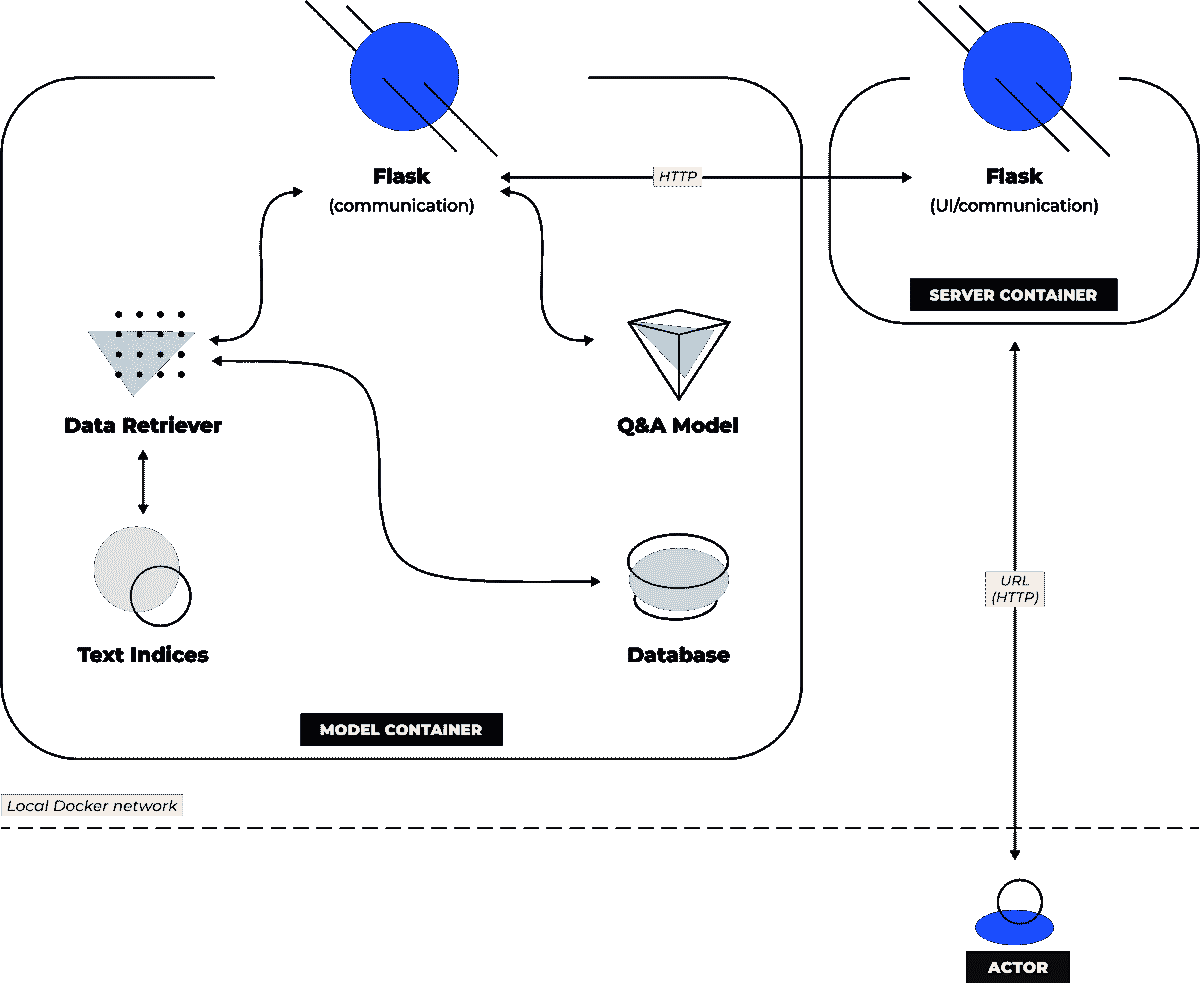 Flask
(communication)
HTTP
Flask
(UI/communication)
SERVER CONTAINER
Data Retriever
Q&A Model
URL
(HTTP)
Text Indices
Database
MODEL CONTAINER
Local Docker network
ACTOR